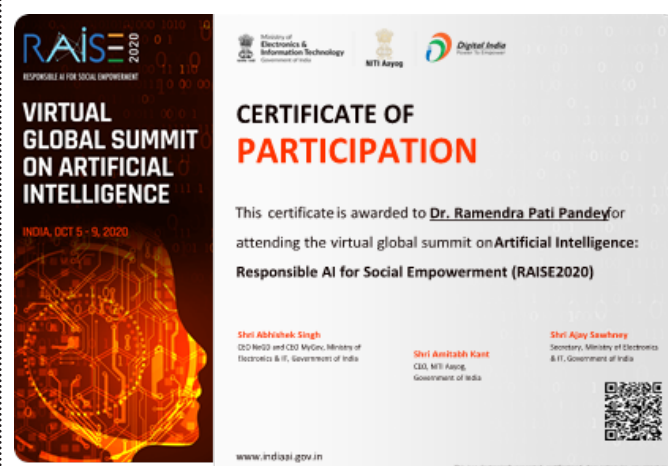 RAISE 2020
RESPONSIBLE AI FOR SOCIAL EMPOWERMENT
VIRTUAL
GLOBAL SUMMIT
ON ARTIFICIAL
INTELLIGENCE
INDIA, OCT 5 - 9, 2020
Ministry of
Electronics &
Information Technology
Government of India
NITI Aayog
Digital India
Power To Empower
CERTIFICATE OF
PARTICIPATION
This certificate is awarded to Dr. Ramendra Pati Pandey for
attending the virtual global summit on Artificial Intelligence:
Responsible AI for Social Empowerment (RAISE2020)
Shri Abhishek Singh
CEO NeGD and CEO MyGov, Ministry of
Electronics & IT, Government of India
Shri Amitabh Kant
CEO, NITI Aayog,
Government of India
Shri Ajay Sawhney
Secretary, Ministry of Electronics
& IT, Government of India
www.indiaai.gov.in